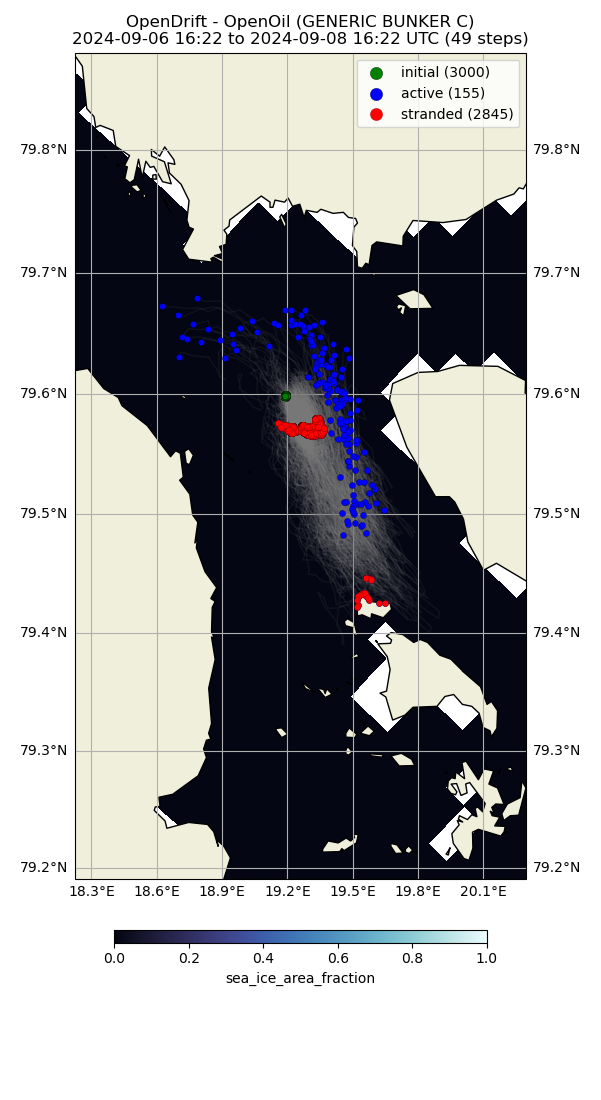 OpenDrift - OpenOil (GENERIC BUNKER C)
2024-09-06 16:22 to 2024-09-08 16:22 UTC (49 steps)
initial (3000)
active (155)
stranded (2845)
79.8°N 79.8°N
79.7°N 79.7°N
79.6°N 79.6°N
79.5°N 79.5°N
79.4°N 79.4°N
79.3°N 79.3°N
79.2°N 79.2°N
18.3°E 18.6°E 18.9°E 19.2°E 19.5°E 19.8°E 20.1°E
0.0 0.2 0.4 0.6 0.8 1.0
sea_ice_area_fraction